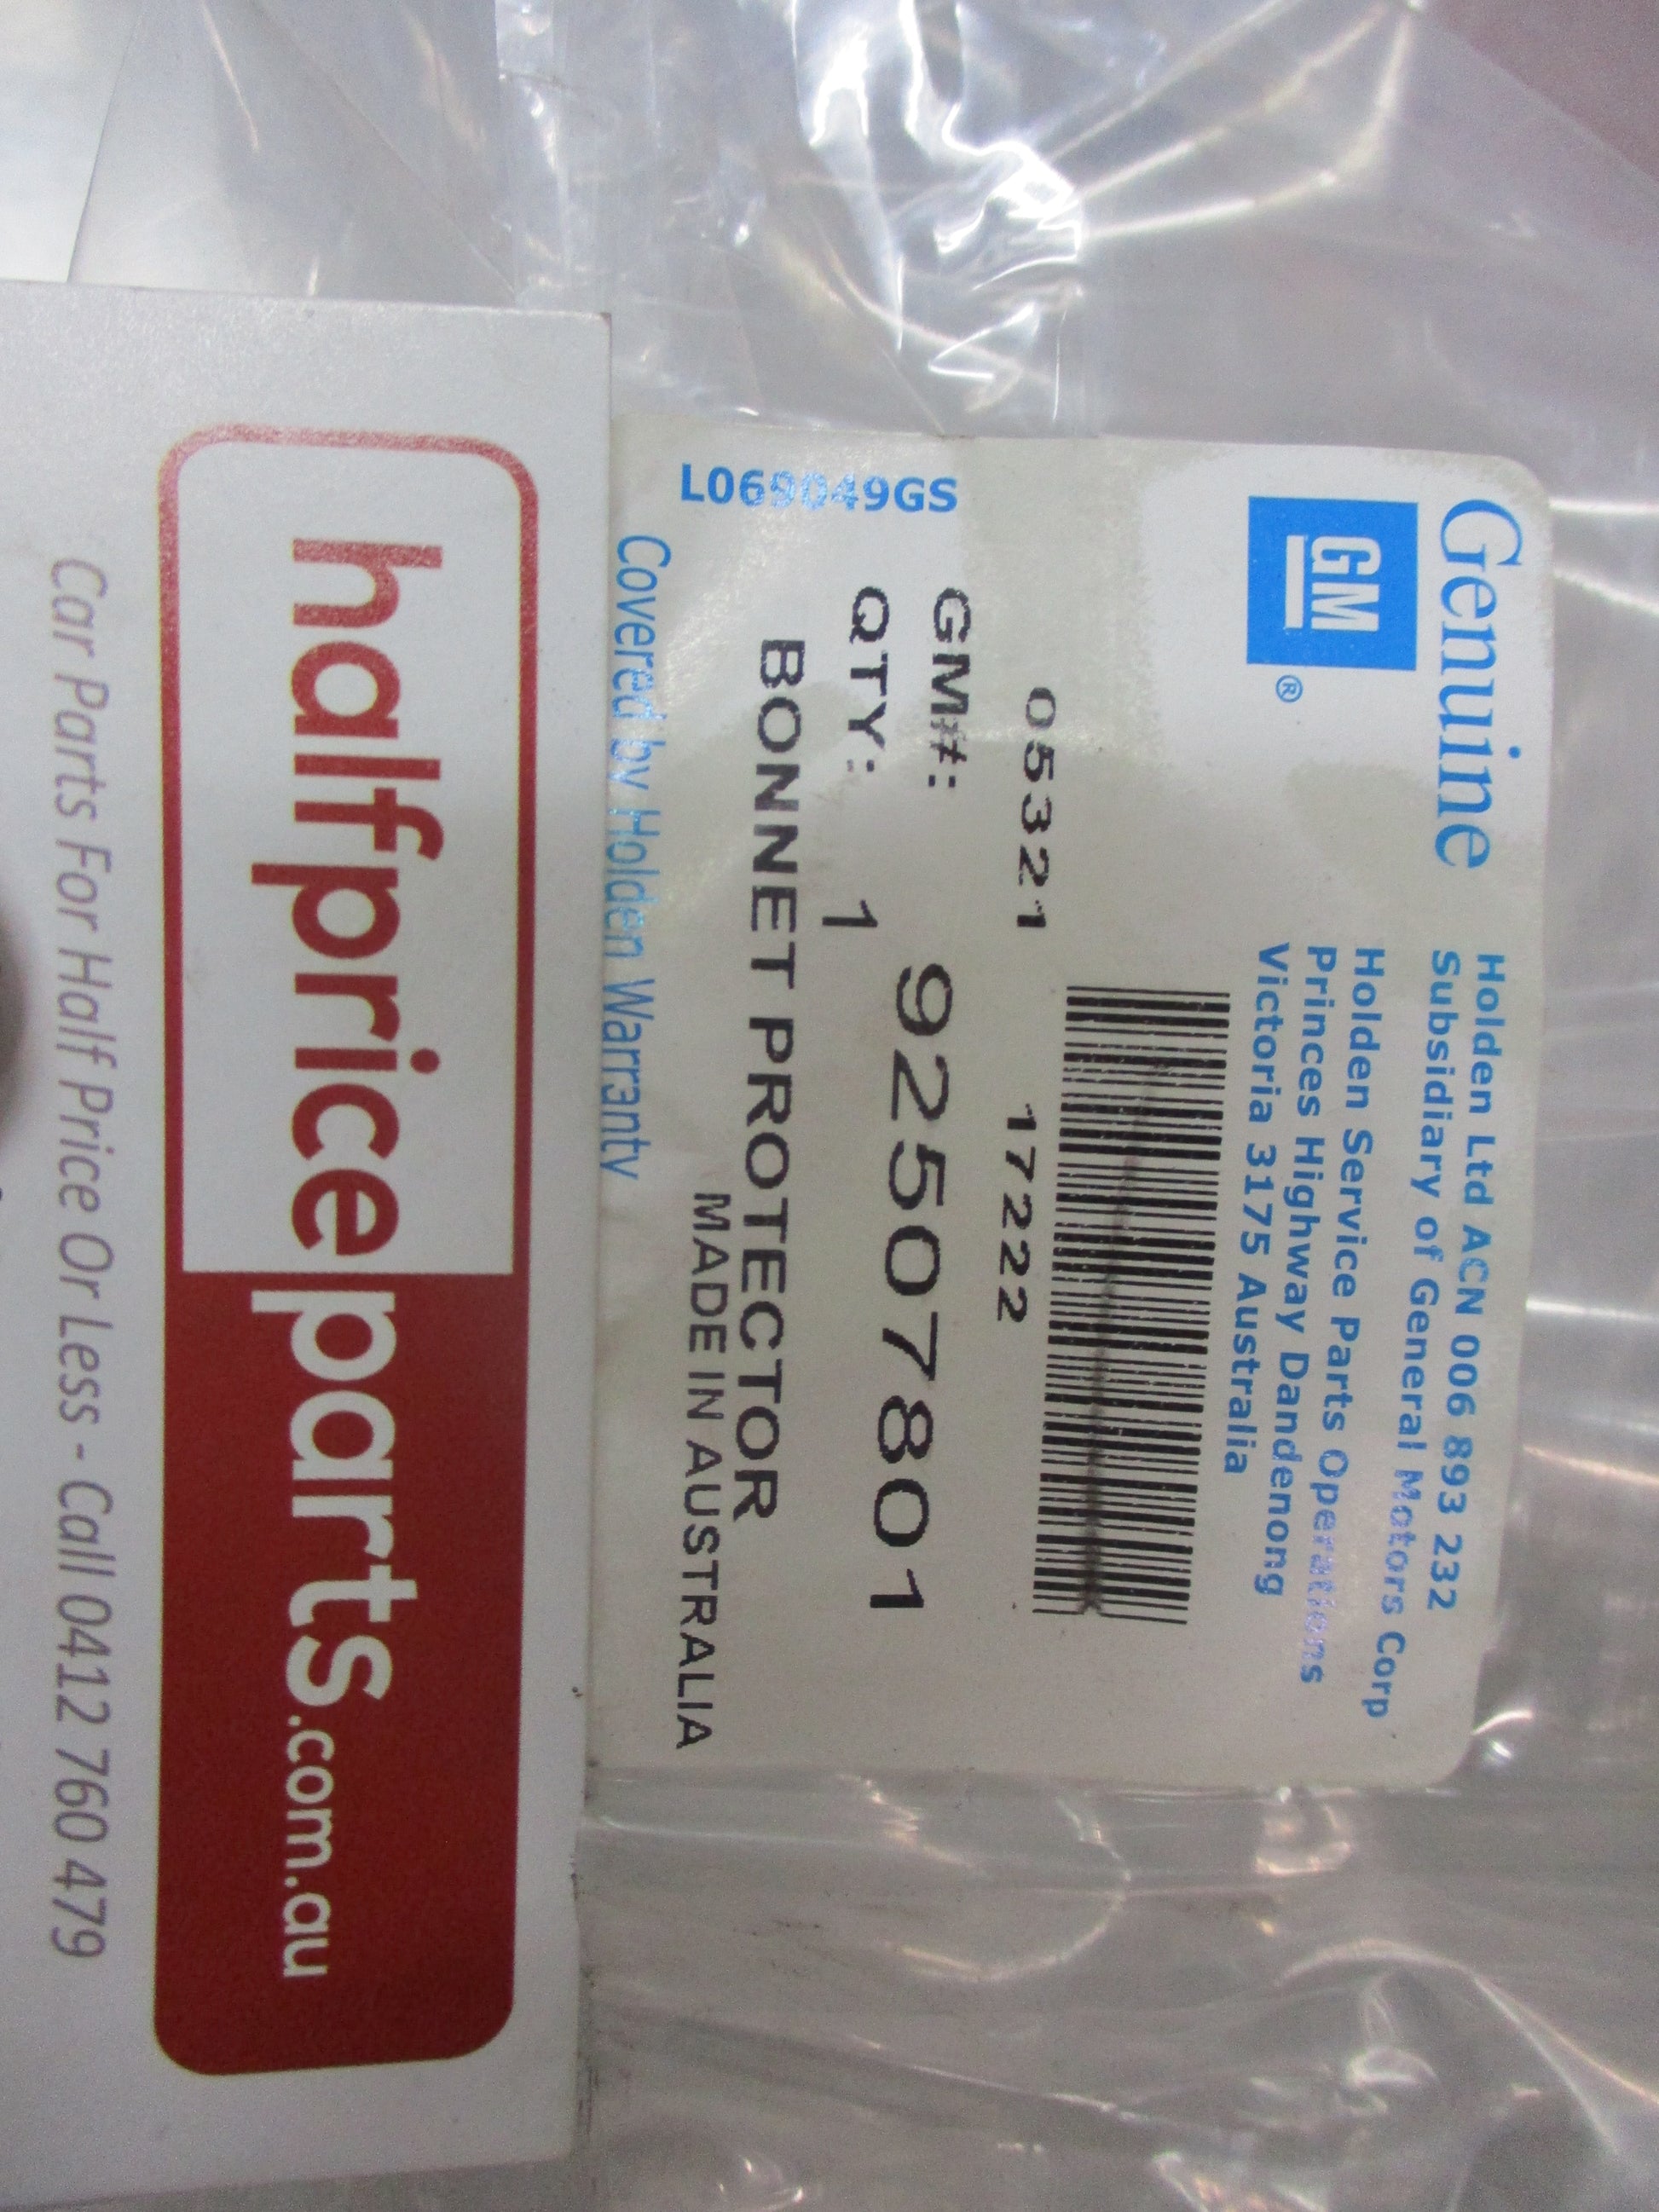 Genuine
GM
®
Holden Ltd ACN 006 893 232
Subsidiary of General Motors Corp
Holden Service Parts Operations
Princes Highway Dandenong
Victoria 3175 Australia
05321
17222
GM#: 92507801
QTY: 1
BONNET PROTECTOR
MADE IN AUSTRALIA
L069049GS
Covered by Holden Warranty
halfpriceparts.com.au
Car Parts For Half Price Or Less - Call 0412 760 479